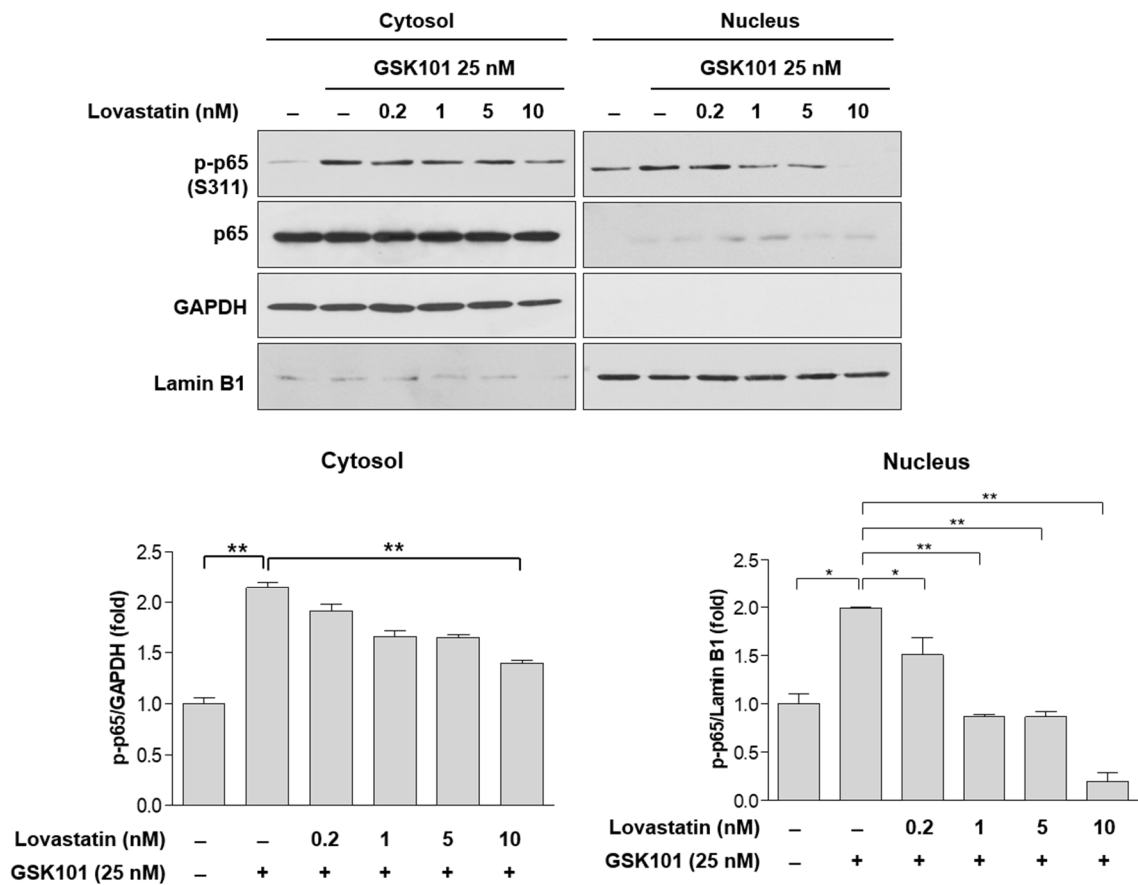 Cytosol Nucleus
GSK101 25 nM GSK101 25 nM
Lovastatin (nM) – – 0.2 1 5 10 – – 0.2 1 5 10
p-p65
(S311)
p65
GAPDH
Lamin B1
Cytosol
p-p65/GAPDH (fold)
2.5
2.0
1.5
1.0
0.5
0.0
** **
Lovastatin (nM) – – 0.2 1 5 10
GSK101 (25 nM) – + + + + +
Nucleus
p-p65/Lamin B1 (fold)
2.5
2.0
1.5
1.0
0.5
0.0
**
**
**
* *
Lovastatin (nM) – – 0.2 1 5 10
GSK101 (25 nM) – + + + + +